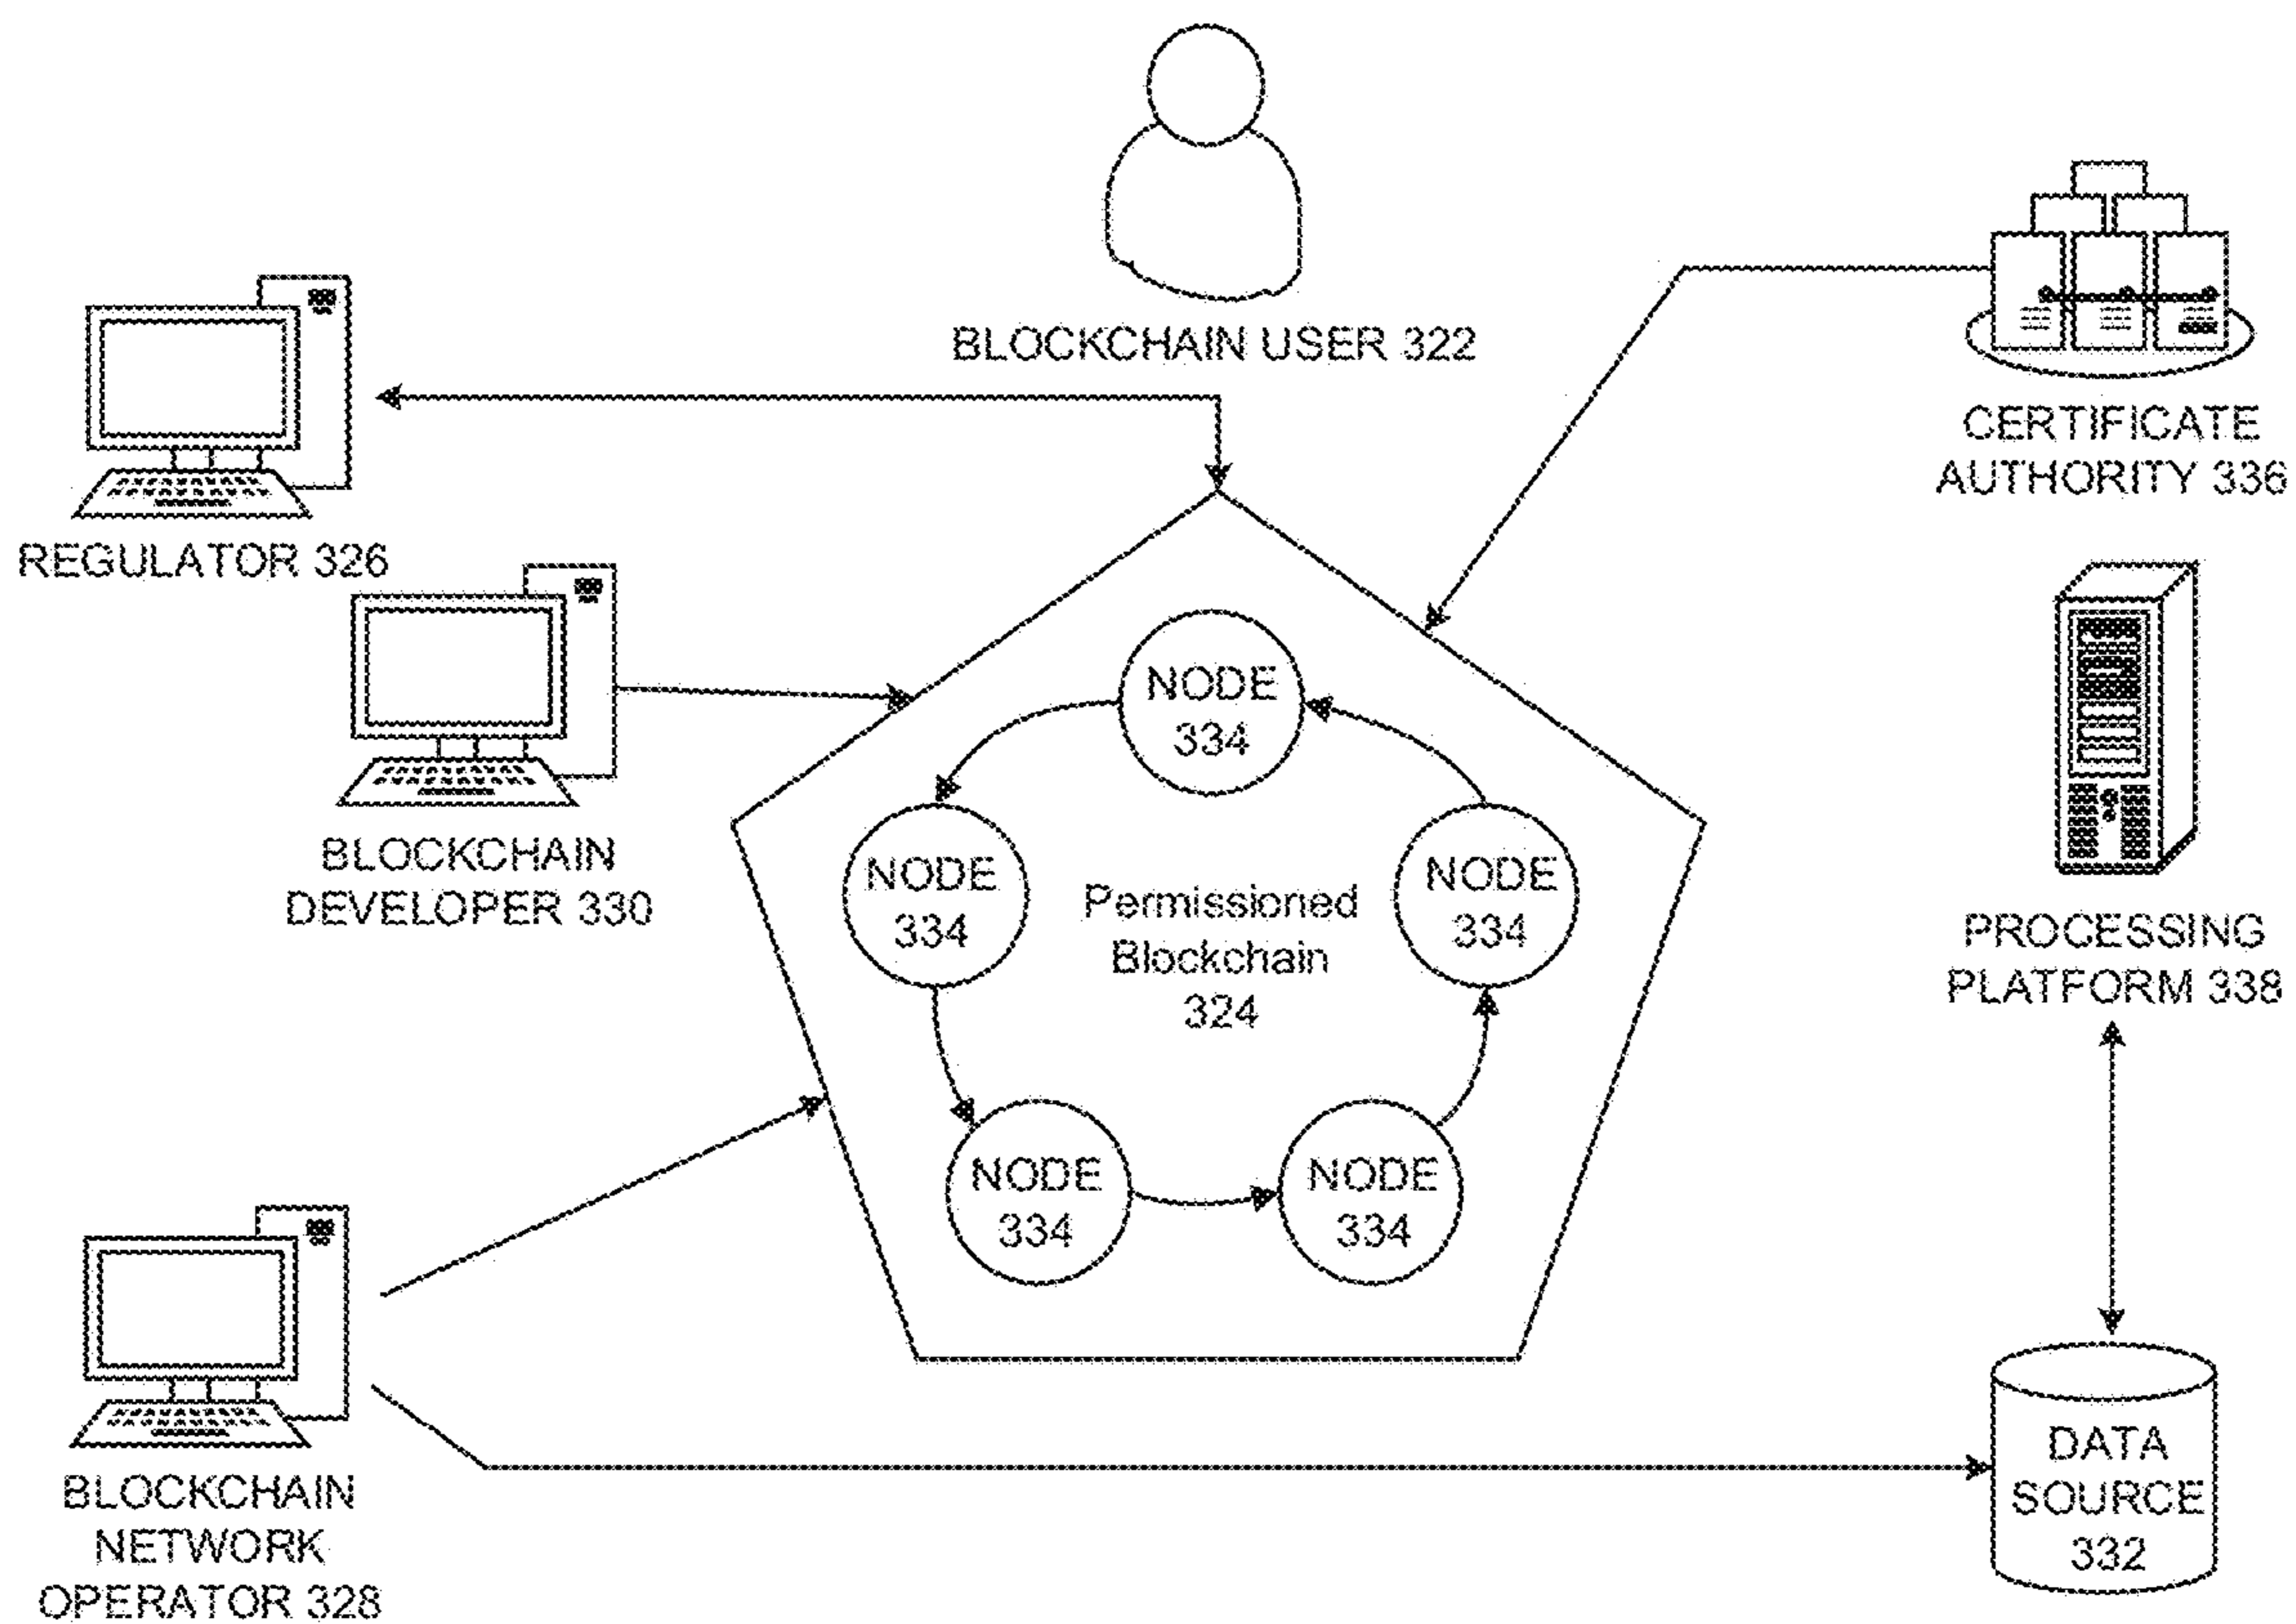 BLOCKCHAIN USER 322
CERTIFICATE
AUTHORITY 336
REGULATOR 326
BLOCKCHAIN
DEVELOPER 330
NODE
334
NODE
334
Permissioned
Blockchain
324
NODE
334
NODE
334
NODE
334
PROCESSING
PLATFORM 338
BLOCKCHAIN
NETWORK
OPERATOR 328
DATA
SOURCE
332